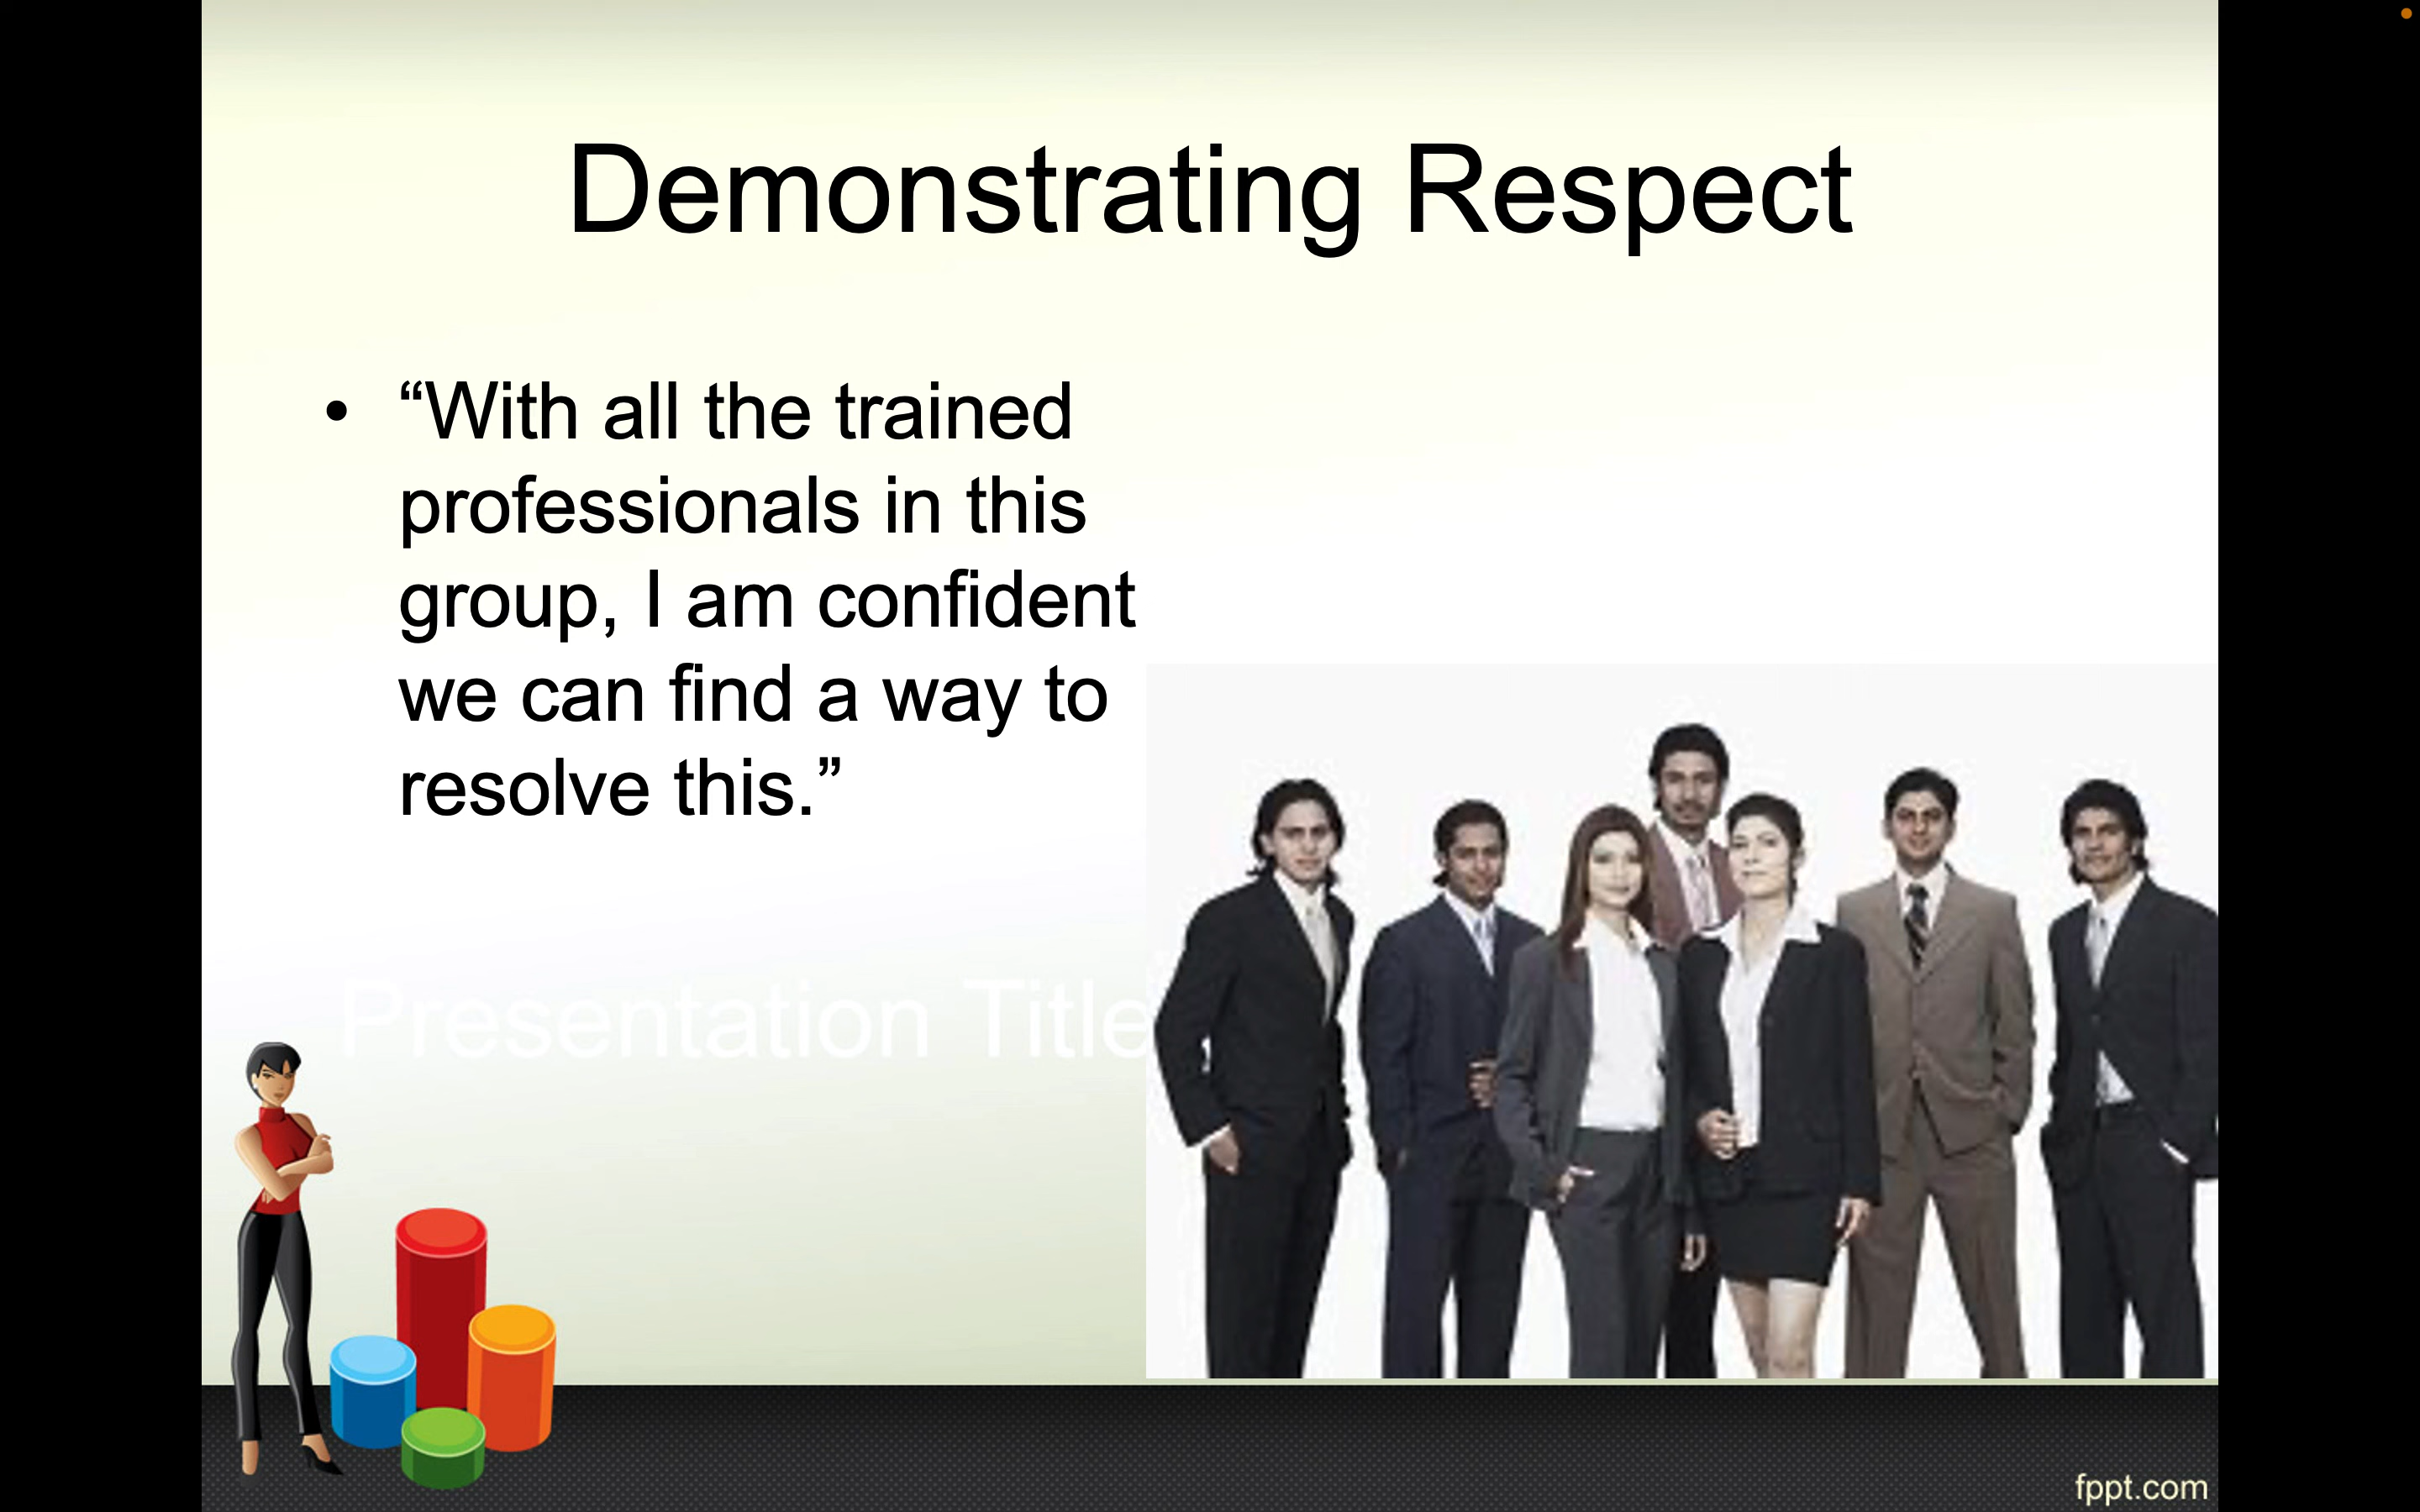 Demonstrating Respect
• “With all the trained
professionals in this
group, I am confident
we can find a way to
resolve this.”
Presentation Title
fppt.com